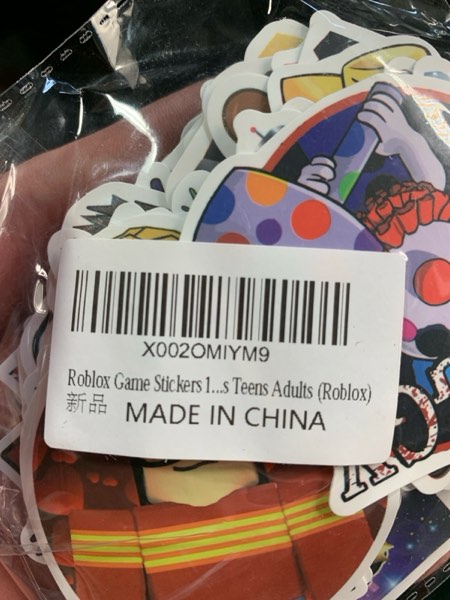 X002OMIYM9
Roblox Game Stickers 1...s Teens Adults (Roblox)
新品
MADE IN CHINA